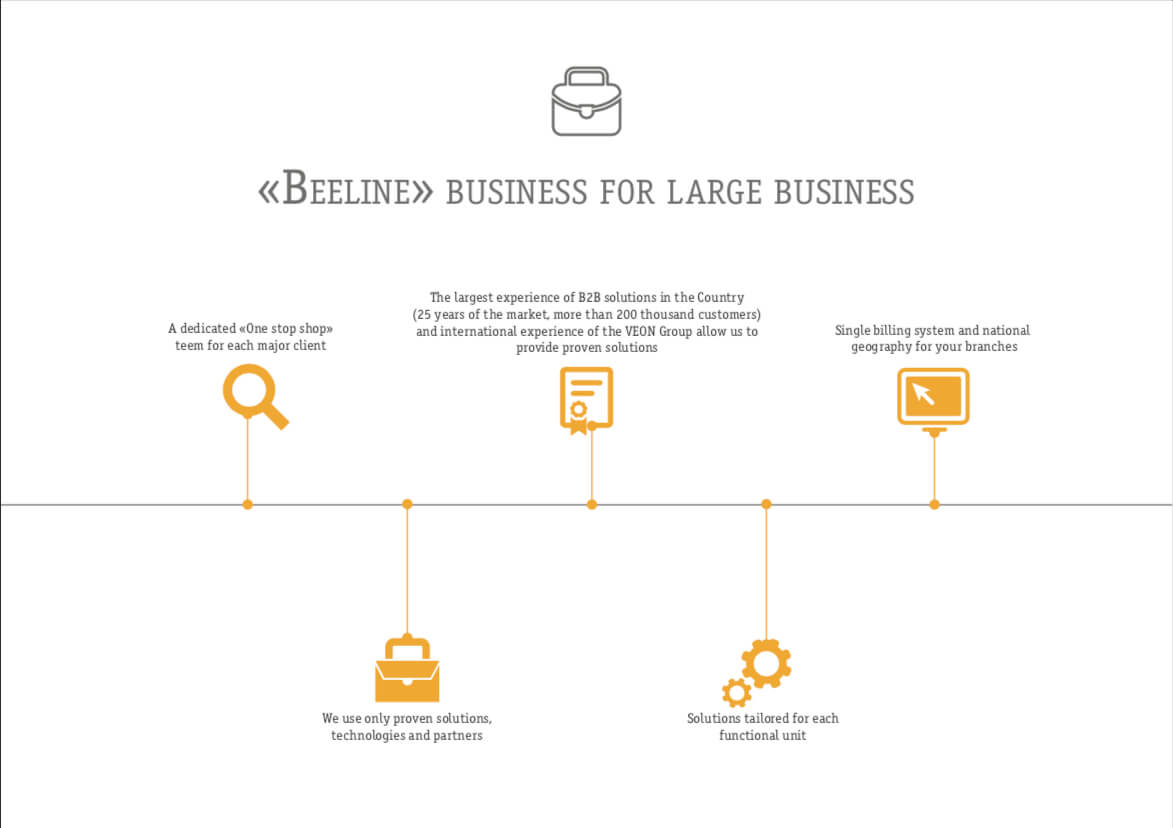 «Beeline» business for large business
A dedicated «One stop shop»
teem for each major client
The largest experience of B2B solutions in the Country
(25 years of the market, more than 200 thousand customers)
and international experience of the VEON Group allow us to
provide proven solutions
Single billing system and national
geography for your branches
We use only proven solutions,
technologies and partners
Solutions tailored for each
functional unit